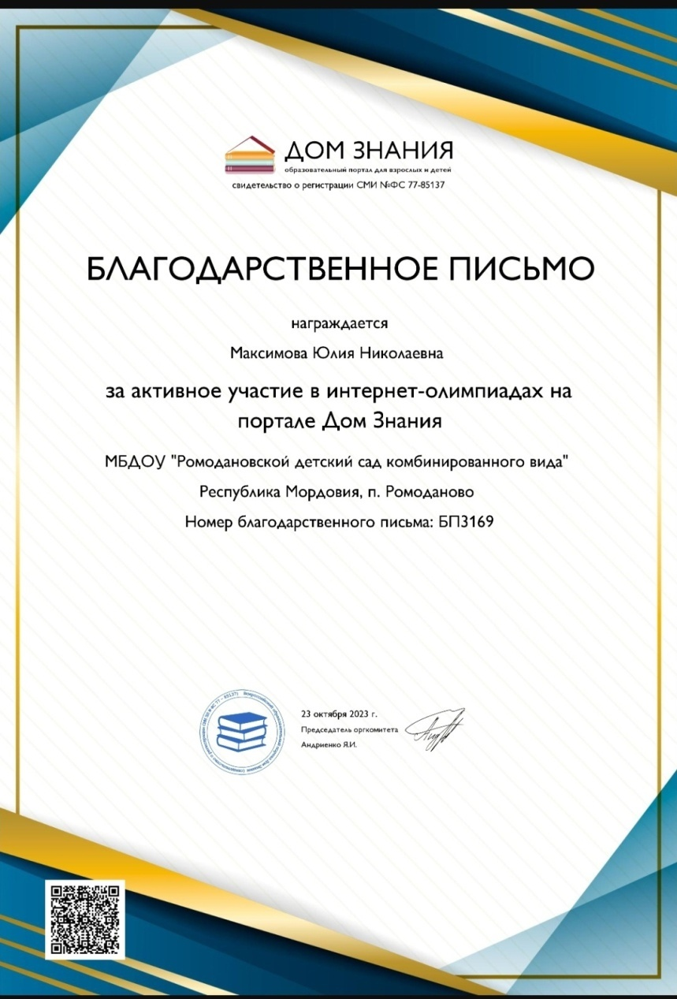 ДОМ ЗНАНИЯ
образовательный портал для взрослых и детей
свидетельство о регистрации СМИ №ФС 77-85137
БЛАГОДАРСТВЕННОЕ ПИСЬМО
награждается
Максимова Юлия Николаевна
за активное участие в интернет-олимпиадах на
портале Дом Знания
МБДОУ "Ромодановской детский сад комбинированного вида"
Республика Мордовия, п. Ромоданово
Номер благодарственного письма: БП3169
23 октября 2023 г.
Председатель оргкомитета
Андриенко Я.И.